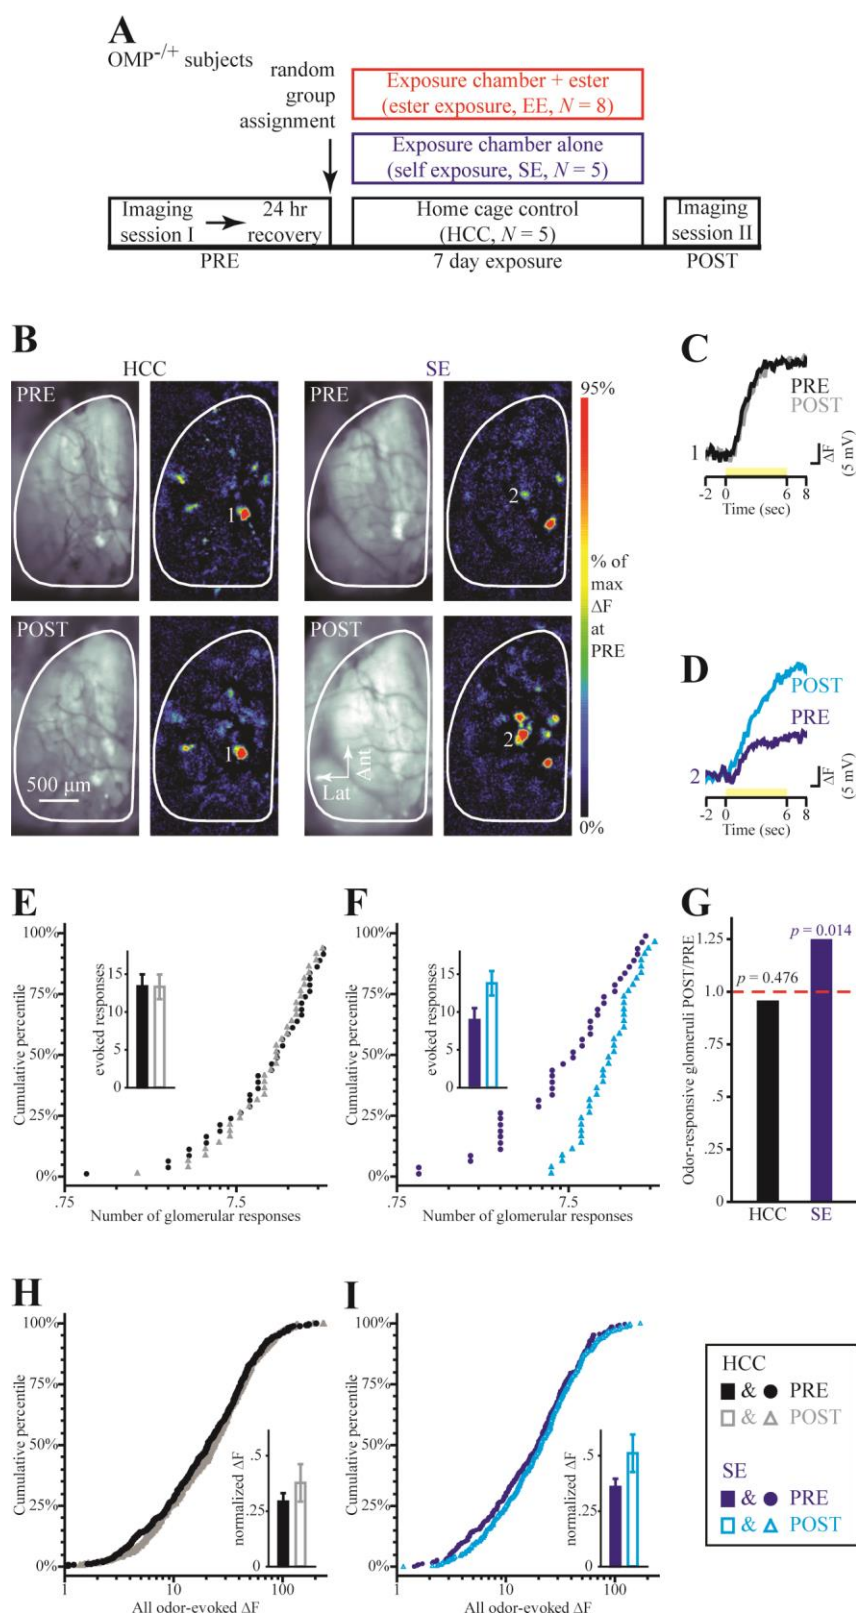 A
OMP-/+ subjects
random
group
assignment
Exposure chamber + ester
(ester exposure, EE, N = 8)
Exposure chamber alone
(self exposure, SE, N = 5)
Imaging
session I
24 hr
recovery
Home cage control
(HCC, N = 5)
Imaging
session II
PRE
7 day exposure
POST
B
HCC
SE
PRE
1
PRE
2
POST
500 µm
1
POST
Lat
Ant
2
95%
% of
max
ΔF
at
PRE
0%
C
PRE
POST
1
ΔF
(5 mV)
-2 0 6 8
Time (sec)
D
POST
PRE
2
ΔF
(5 mV)
-2 0 6 8
Time (sec)
E
100%
75%
50%
25%
0%
Cumulative percentile
evoked responses
15
10
5
0
.75 7.5
Number of glomerular responses
F
100%
75%
50%
25%
0%
Cumulative percentile
evoked responses
15
10
5
0
.75 7.5
Number of glomerular responses
G
Odor-responsive glomeruli POST/PRE
1.25
1.0
.75
.5
.25
0
p = 0.476
p = 0.014
HCC SE
H
100%
75%
50%
25%
0%
Cumulative percentile
normalized ΔF
.5
.25
0
1 10 100
All odor-evoked ΔF
I
100%
75%
50%
25%
0%
Cumulative percentile
normalized ΔF
.5
.25
0
1 10 100
All odor-evoked ΔF
HCC
& PRE
& POST
SE
& PRE
& POST